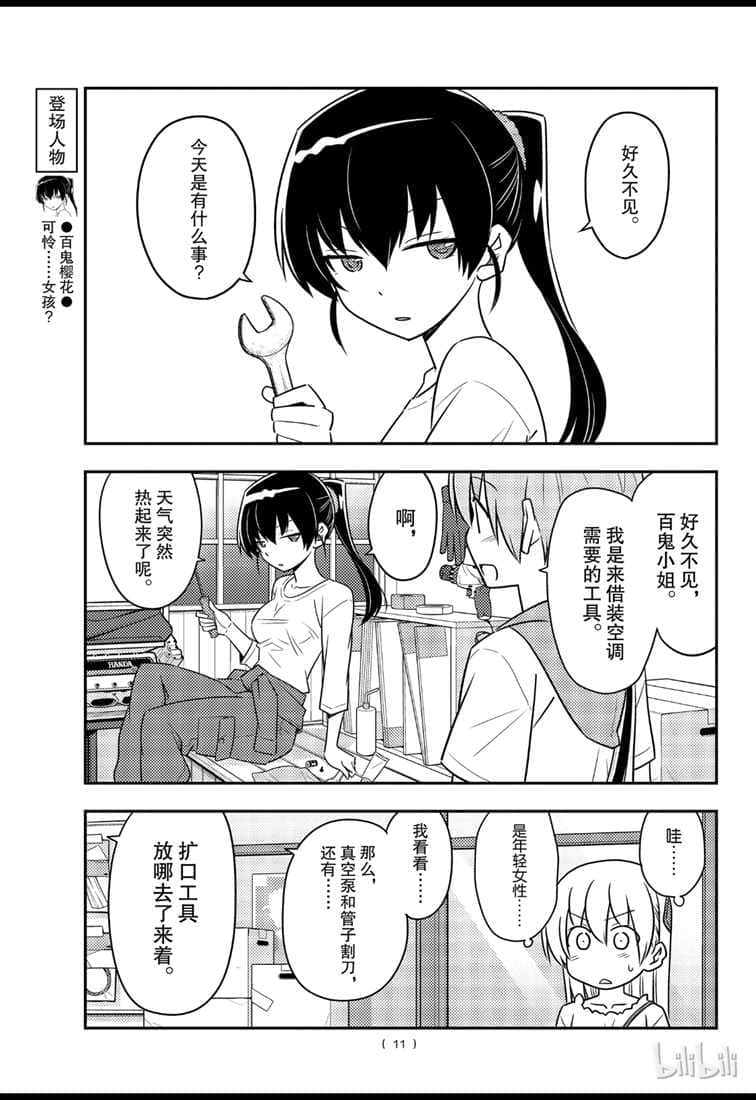 登场人物
●百鬼樱花●
可怜……女孩？
好久不见。
今天是有什么事？
好久不见，
百鬼小姐。
我是来借装空调
需要的工具。
啊，
天气突然
热起来了呢。
HANDA
哇……
是年轻女性……
我看看……
那么，
真空泵和管子割刀，
还有……
扩口工具
放哪去了来着。
( 11 )
bilibili